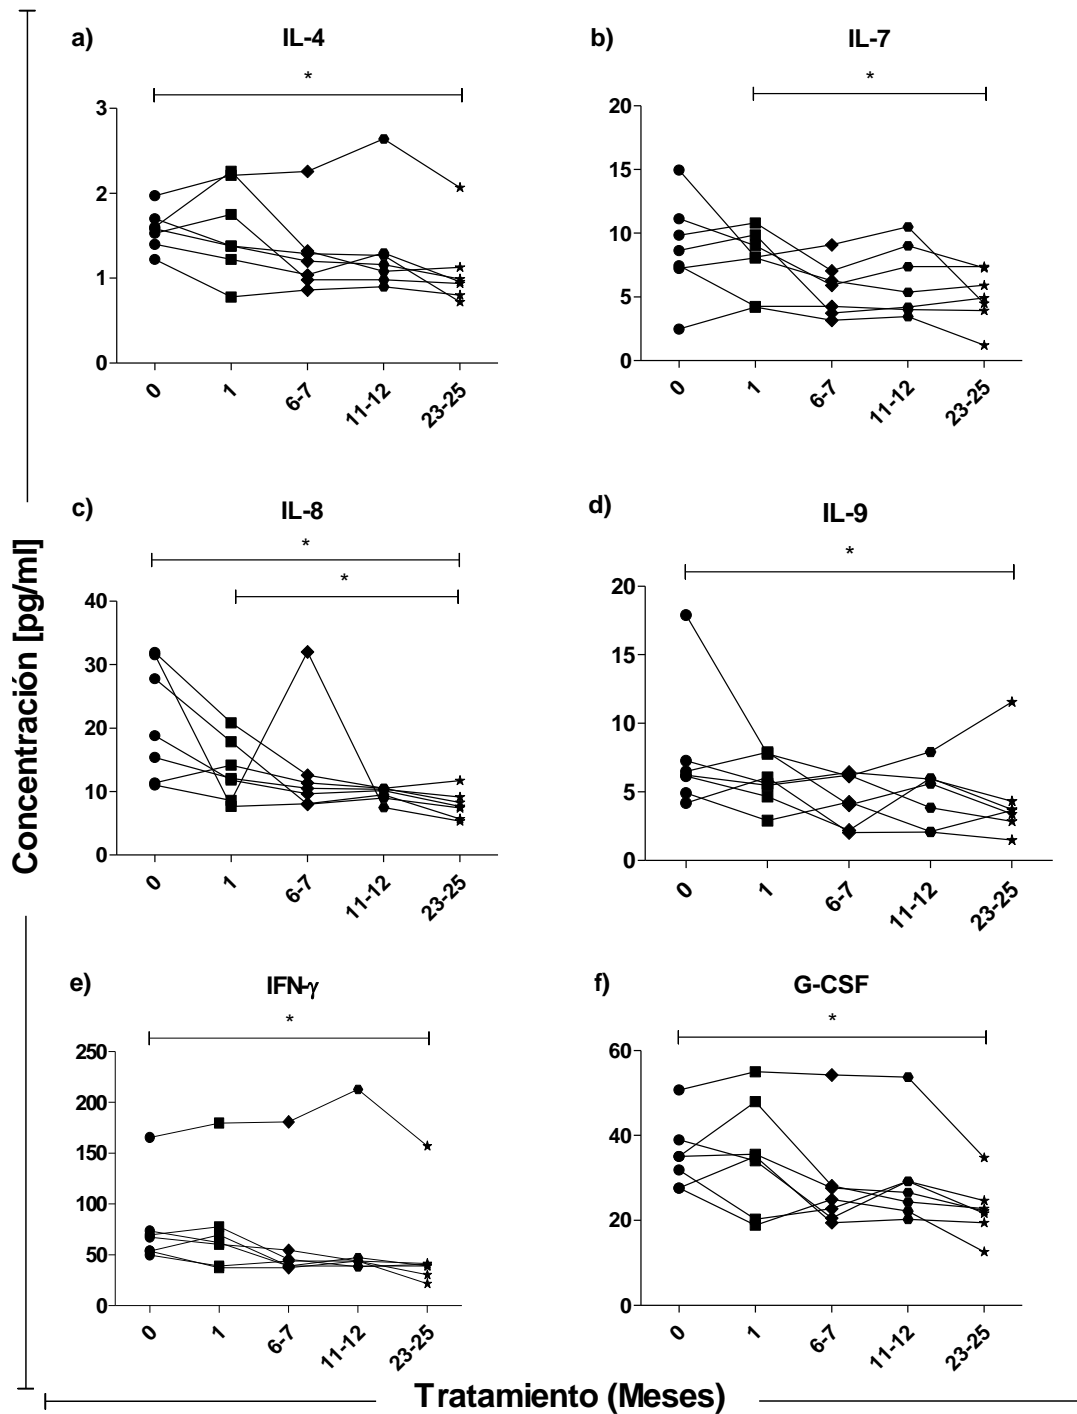 a) IL-4
*
3
2
1
0
0 1 6-7 11-12 23-25
b) IL-7
*
20
15
10
5
0
0 1 6-7 11-12 23-25
c) IL-8
*
*
40
30
20
10
0
0 1 6-7 11-12 23-25
d) IL-9
*
20
15
10
5
0
0 1 6-7 11-12 23-25
e) IFN-γ
*
250
200
150
100
50
0
0 1 6-7 11-12 23-25
f) G-CSF
*
60
40
20
0
0 1 6-7 11-12 23-25
Concentración [pg/ml]
Tratamiento (Meses)